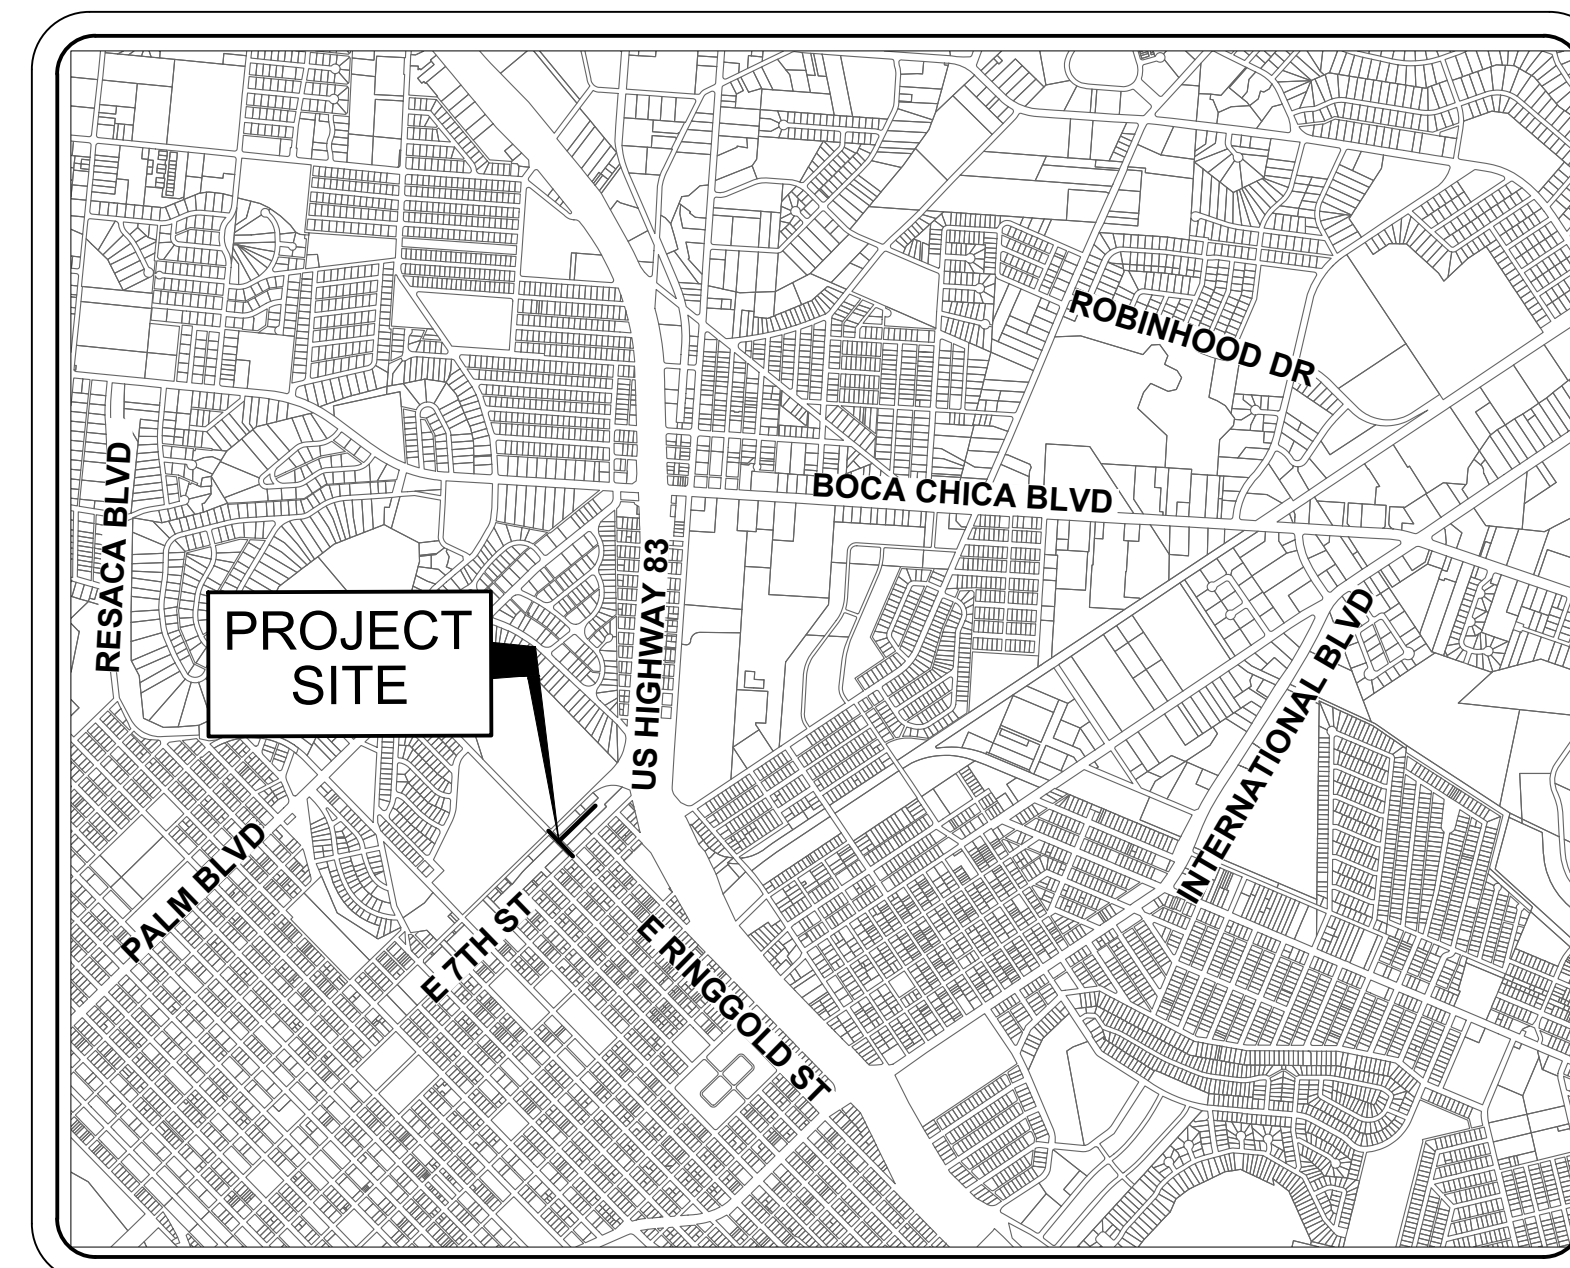 ROBINHOOD DR
BOCA CHICA BLVD
RESACA BLVD
US HIGHWAY 83
PROJECT
SITE
INTERNATIONAL BLVD
PALM BLVD
E 7TH ST
E RINGGOLD ST